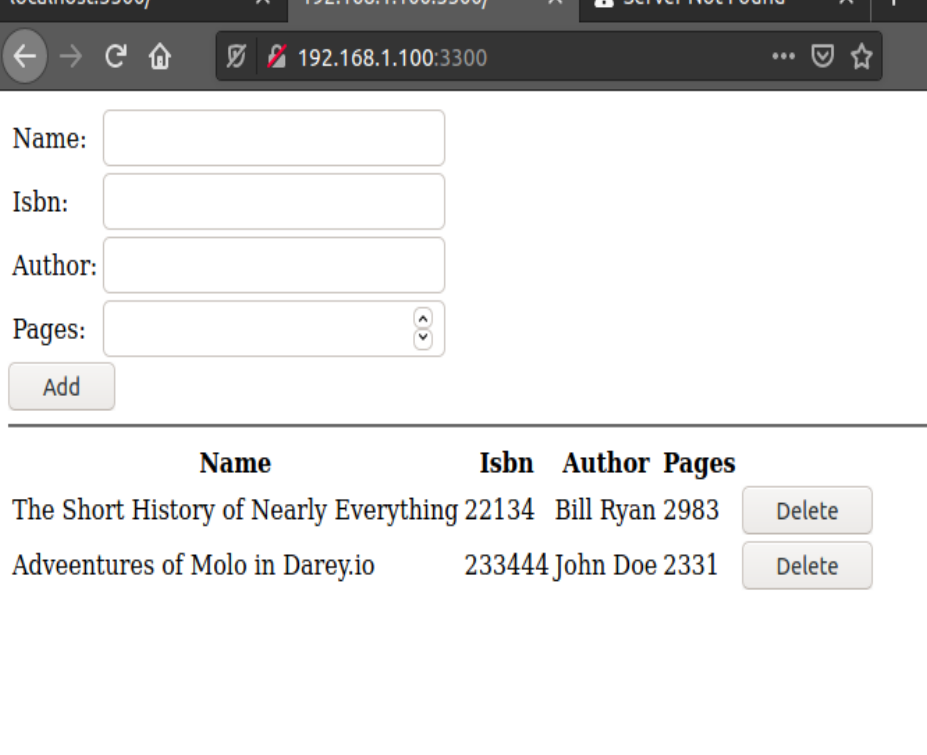 localhost:3300/ 192.168.1.100:3300/ Server Not Found
192.168.1.100:3300
Name:
Isbn:
Author:
Pages:
Add
Name Isbn Author Pages
The Short History of Nearly Everything 22134 Bill Ryan 2983 Delete
Adveentures of Molo in Darey.io 233444 John Doe 2331 Delete